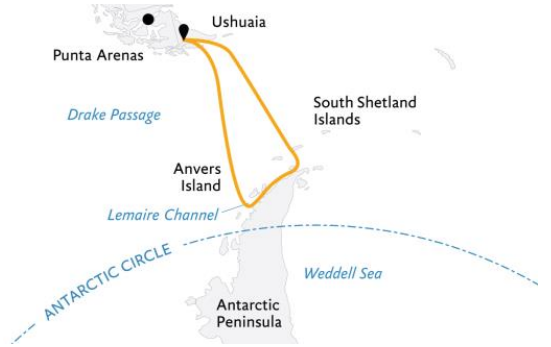 Ushuaia
Punta Arenas
Drake Passage
South Shetland
Islands
Anvers
Island
Lemaire Channel
ANTARCTIC CIRCLE
Weddell Sea
Antarctic
Peninsula